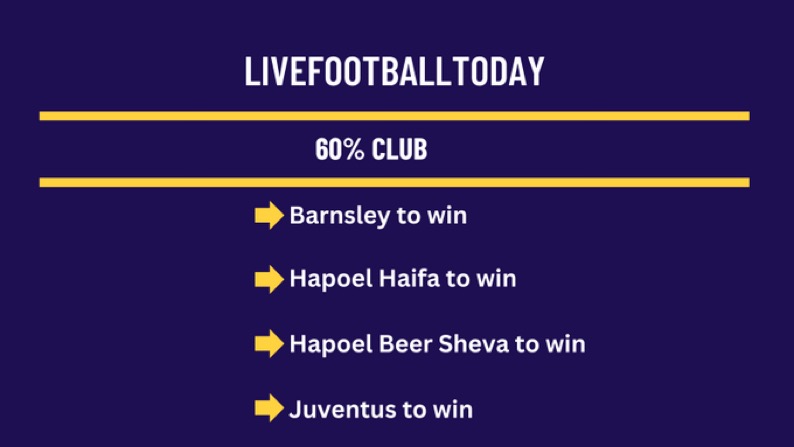 LIVEFOOTBALLTODAY
60% CLUB
Barnsley to win
Hapoel Haifa to win
Hapoel Beer Sheva to win
Juventus to win